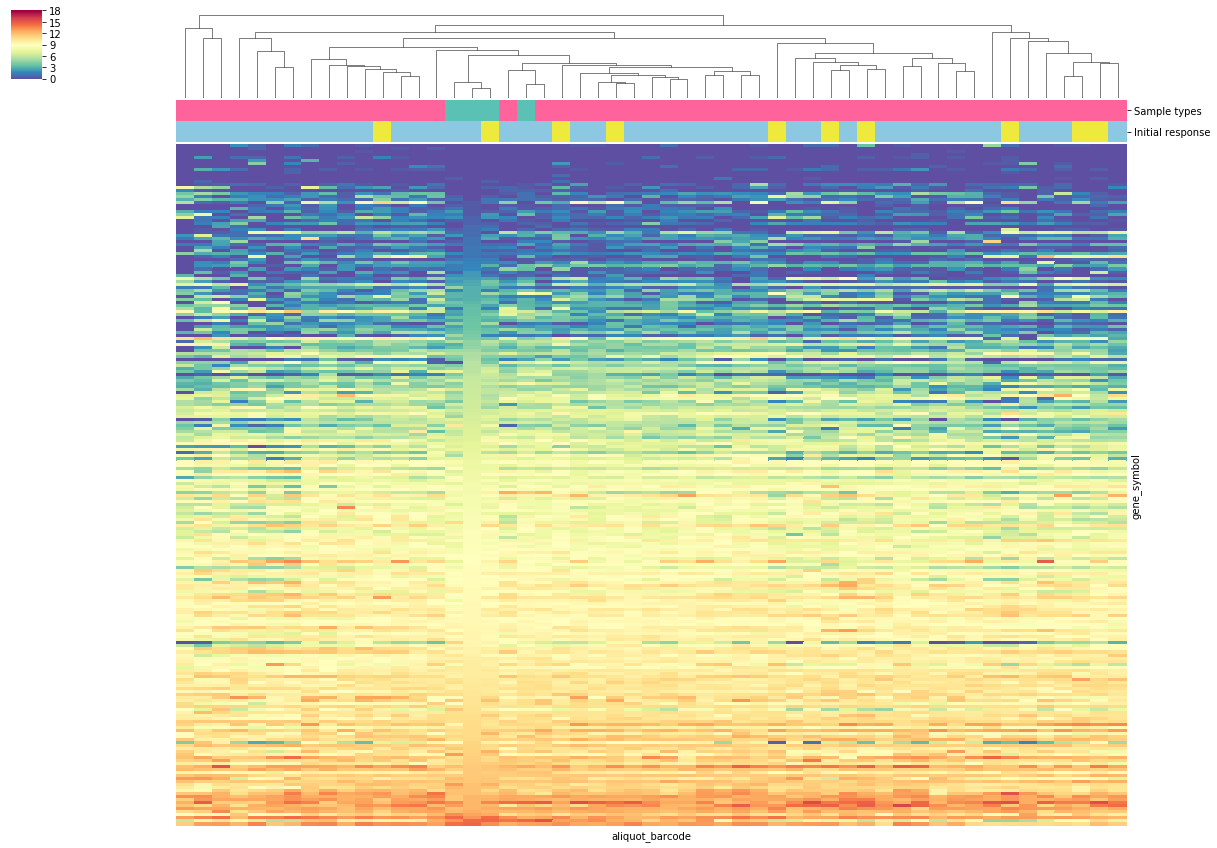 18
15
12
9
6
3
0
Sample types
Initial response
gene_symbol
aliquot_barcode